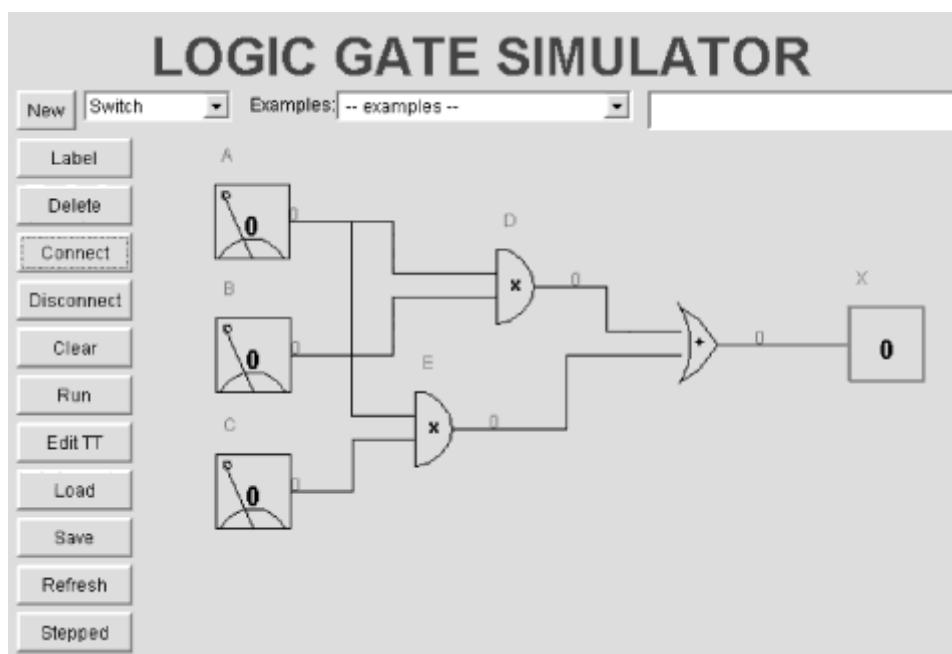 LOGIC GATE SIMULATOR
New Switch Examples: -- examples --
Label
Delete
Connect
Disconnect
Clear
Run
Edit TT
Load
Save
Refresh
Stepped
A
0 0
B
0 0
C
0 0
D
x 0
E
x 0
+ 0
X
0